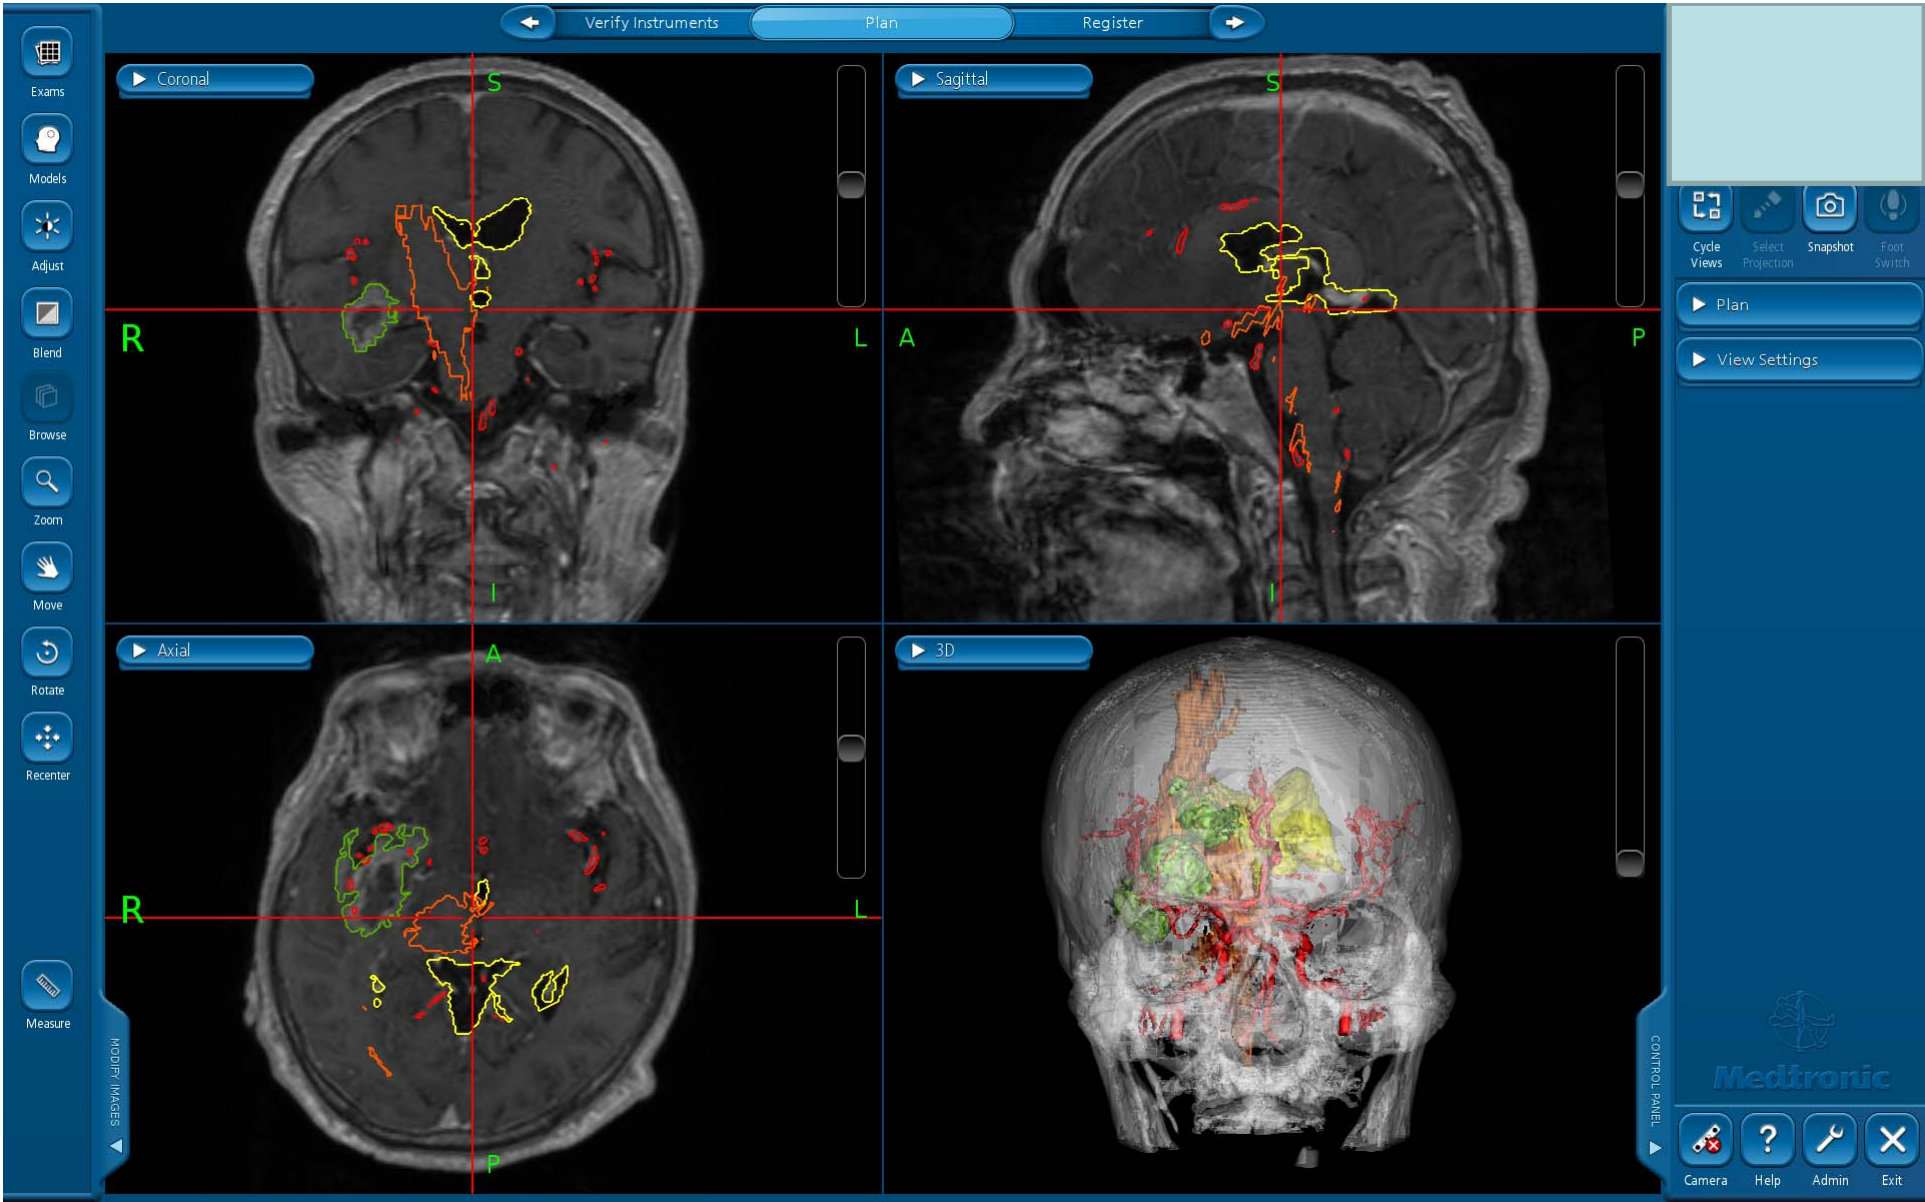 Verify Instruments
Plan
Register
Exams
Models
Adjust
Blend
Browse
Zoom
Move
Rotate
Recenter
Measure
MODIFY IMAGES
Coronal
S
R
L
I
Sagittal
S
A
P
I
Axial
A
R
L
P
3D
Cycle
Views
Select
Projection
Snapshot
Foot
Switch
Plan
View Settings
CONTROL PANEL
Medtronic
Camera
Help
Admin
Exit